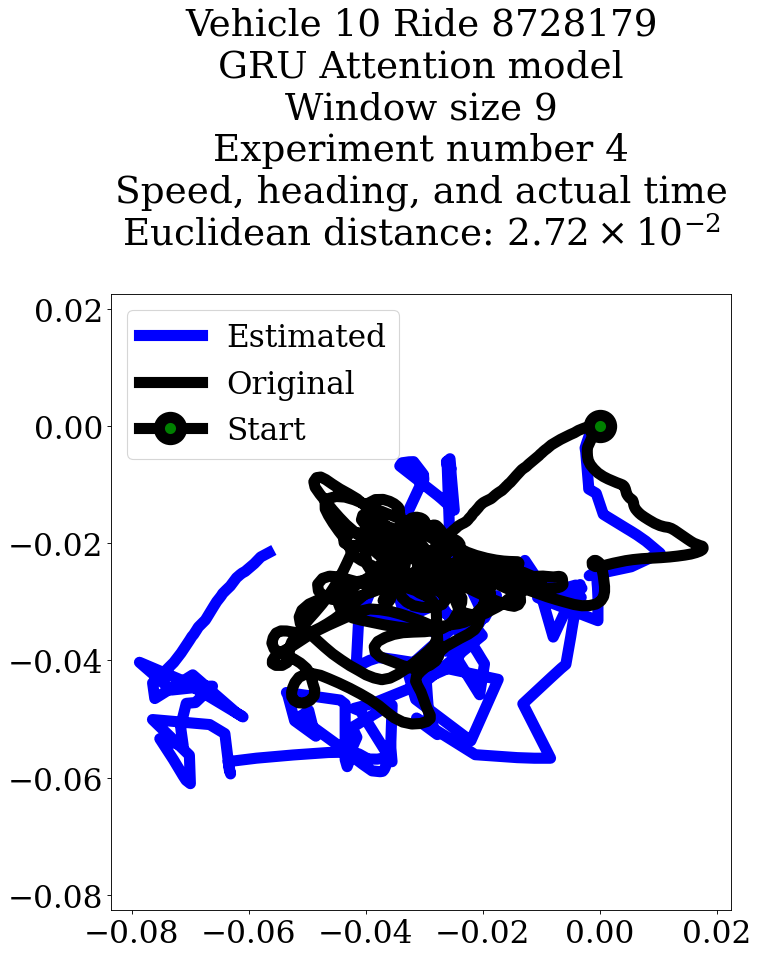 Vehicle 10 Ride 8728179
GRU Attention model
Window size 9
Experiment number 4
Speed, heading, and actual time
Euclidean distance: 2.72 × 10⁻²
Estimated
Original
Start
0.02
0.00
−0.02
−0.04
−0.06
−0.08
−0.08 −0.06 −0.04 −0.02 0.00 0.02